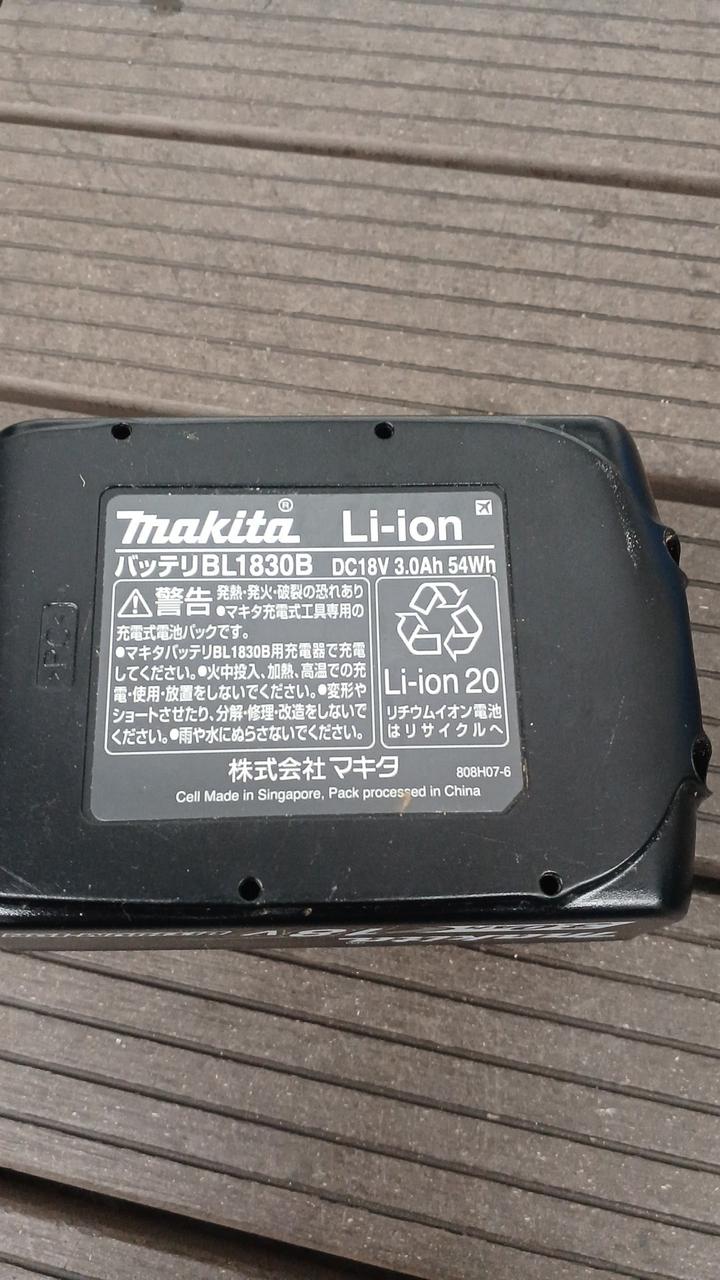 makita® Li-ion
バッテリBL1830B DC18V 3.0Ah 54Wh
警告 発熱・発火・破裂の恐れあり
●マキタ充電式工具専用の
充電式電池パックです。
●マキタバッテリBL1830B用充電器で充電
してください。●火中投入、加熱、高温での充
電・使用・放置をしないでください。●変形や
ショートさせたり、分解・修理・改造をしないで
ください。●雨や水にぬらさないでください。
Li-ion 20
リチウムイオン電池
はリサイクルへ
株式会社マキタ 808H07-6
Cell Made in Singapore, Pack processed in China
>PC<
18V